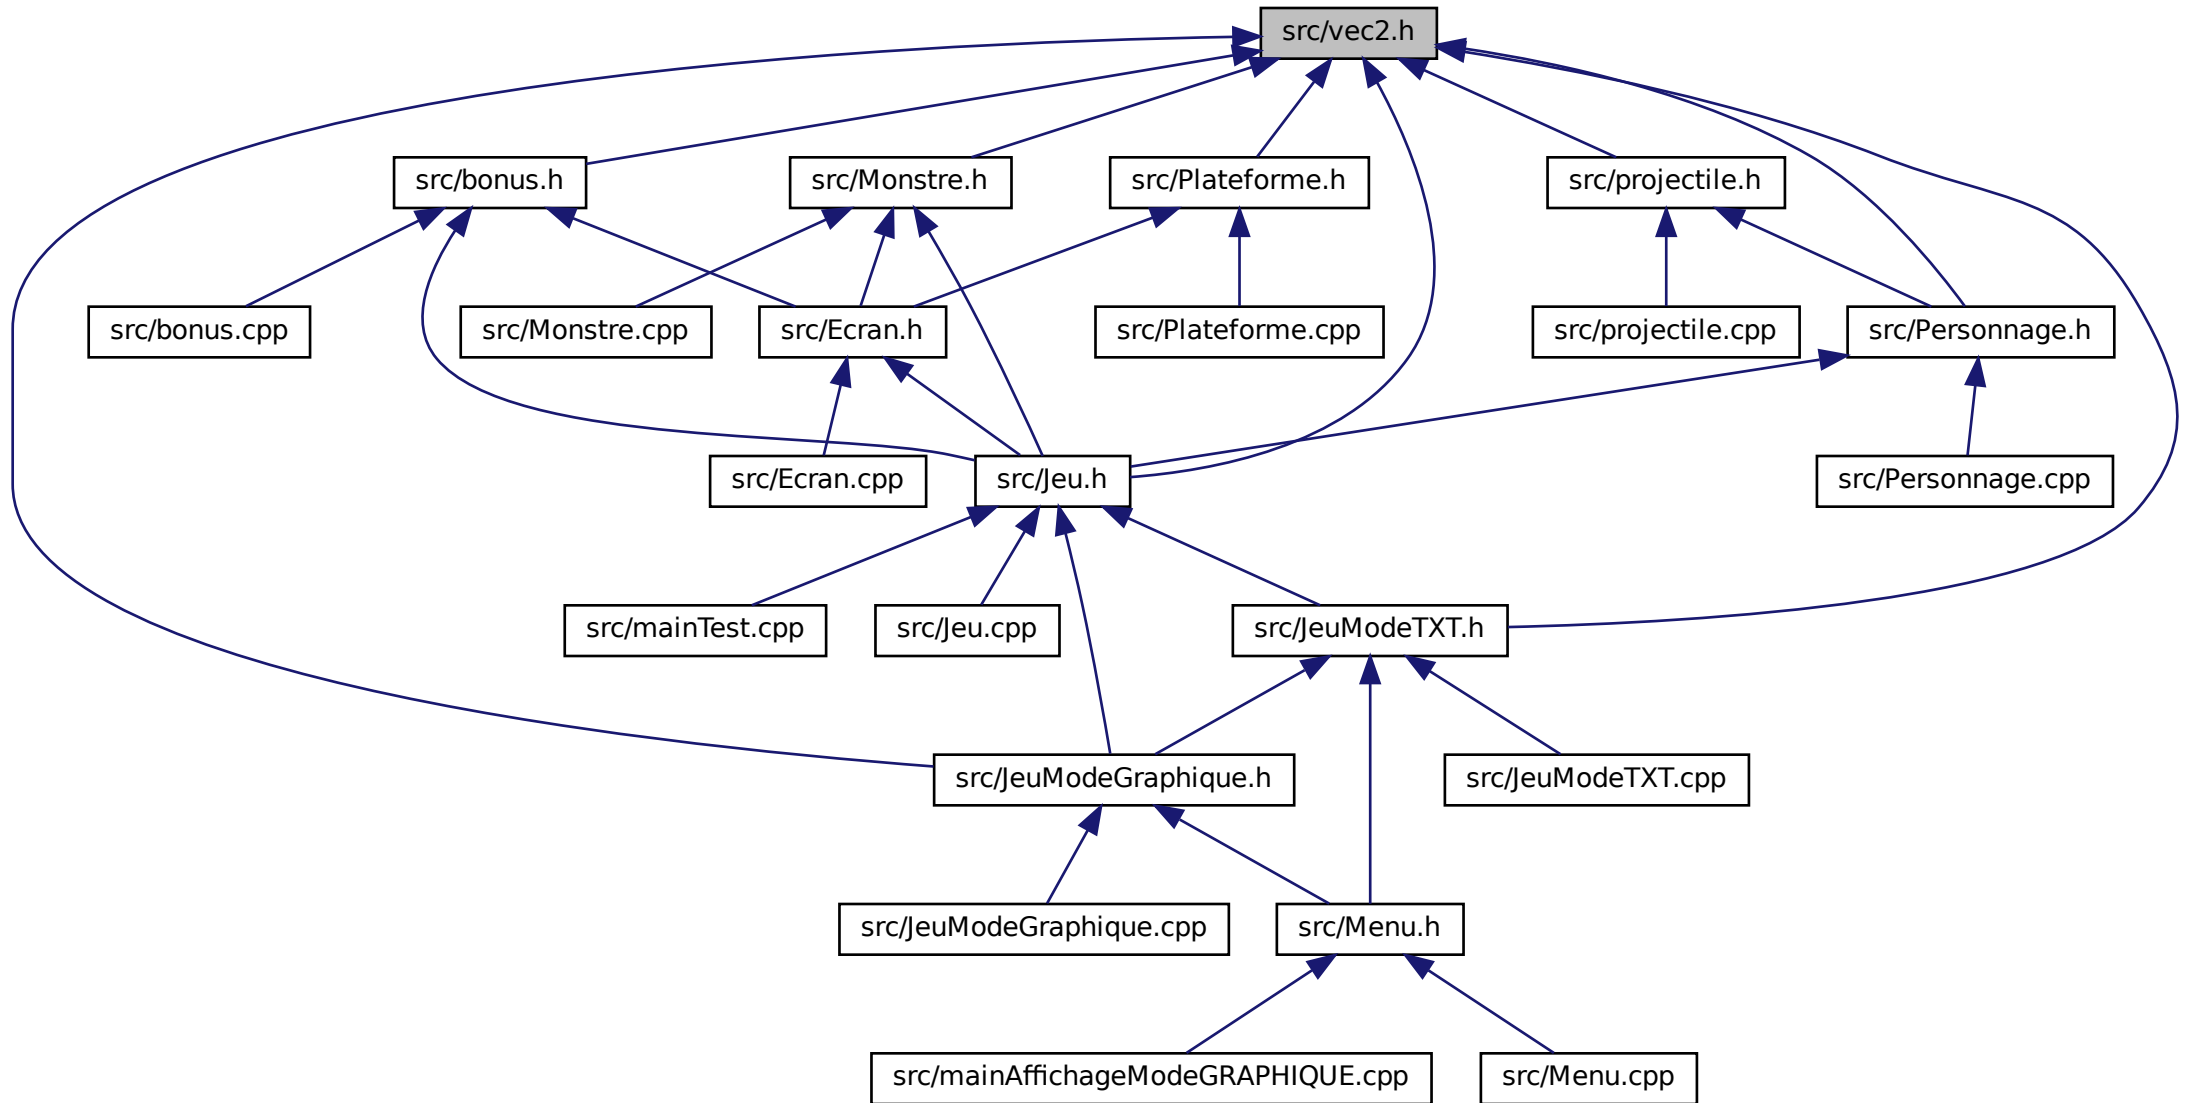 src/vec2.h
src/bonus.h
src/Monstre.h
src/Plateforme.h
src/projectile.h
src/bonus.cpp
src/Monstre.cpp
src/Ecran.h
src/Plateforme.cpp
src/projectile.cpp
src/Personnage.h
src/Ecran.cpp
src/Jeu.h
src/Personnage.cpp
src/mainTest.cpp
src/Jeu.cpp
src/JeuModeTXT.h
src/JeuModeGraphique.h
src/JeuModeTXT.cpp
src/JeuModeGraphique.cpp
src/Menu.h
src/mainAffichageModeGRAPHIQUE.cpp
src/Menu.cpp